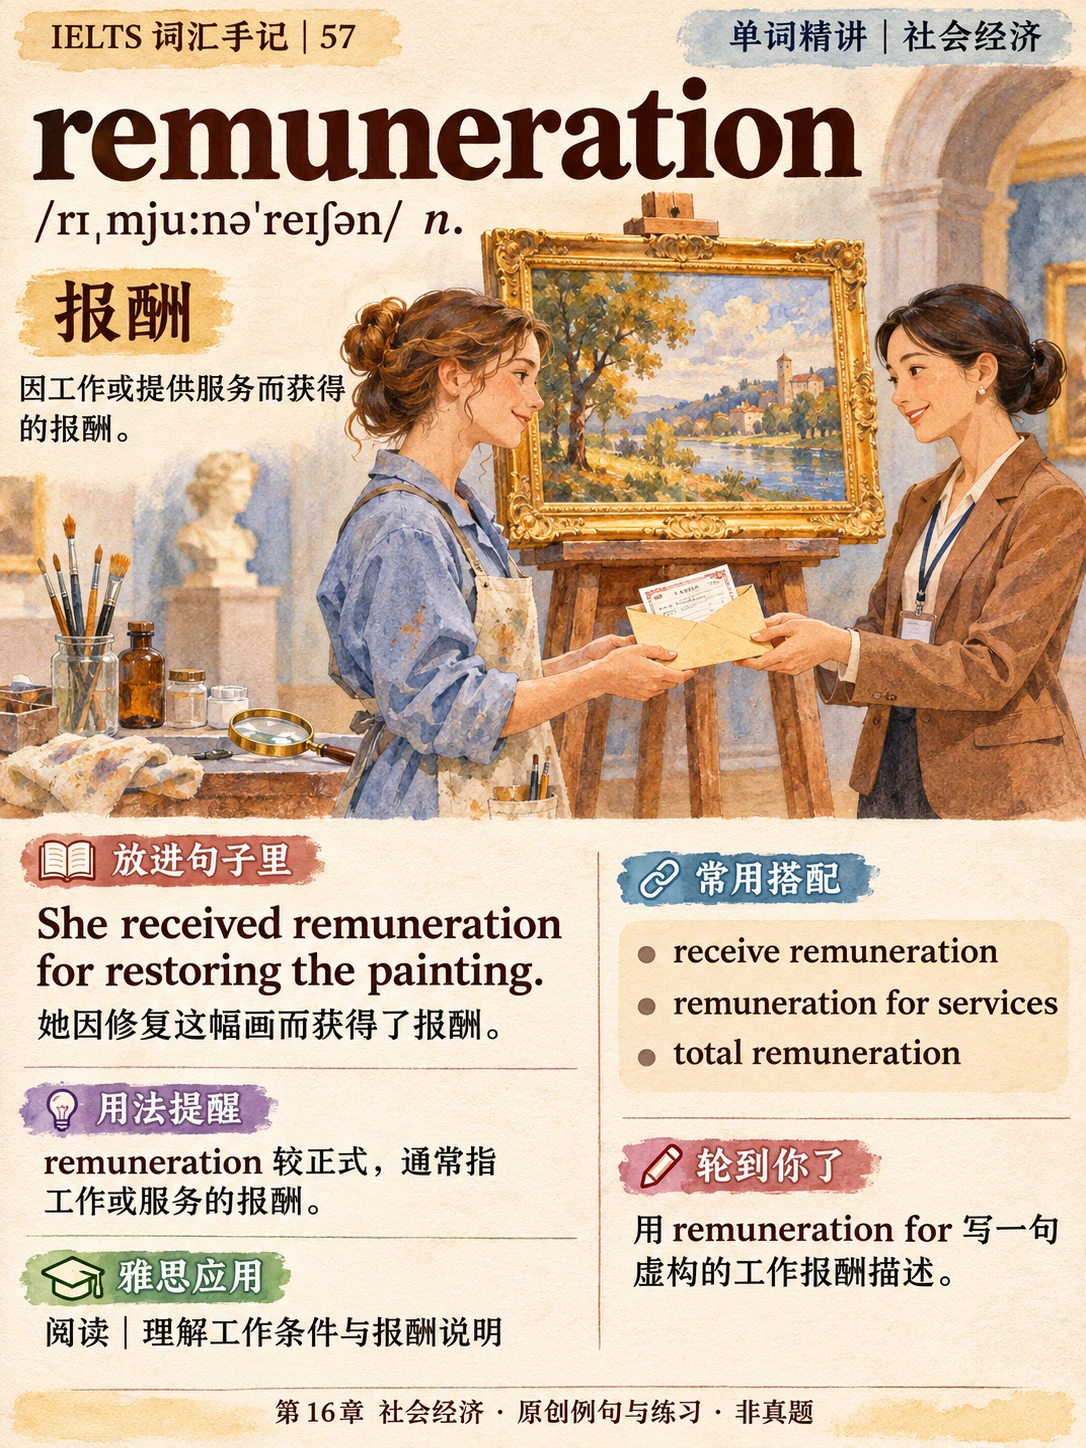 IELTS 词汇手记 | 57
单词精讲 | 社会经济
remuneration
/rɪˌmjuːnəˈreɪʃən/ n.
报酬
因工作或提供服务而获得
的报酬。
放进句子里
She received remuneration
for restoring the painting.
她因修复这幅画而获得了报酬。
用法提醒
remuneration 较正式，通常指
工作或服务的报酬。
雅思应用
阅读 | 理解工作条件与报酬说明
常用搭配
receive remuneration
remuneration for services
total remuneration
轮到你了
用 remuneration for 写一句
虚构的工作报酬描述。
第 16 章 社会经济 · 原创例句与练习 · 非真题